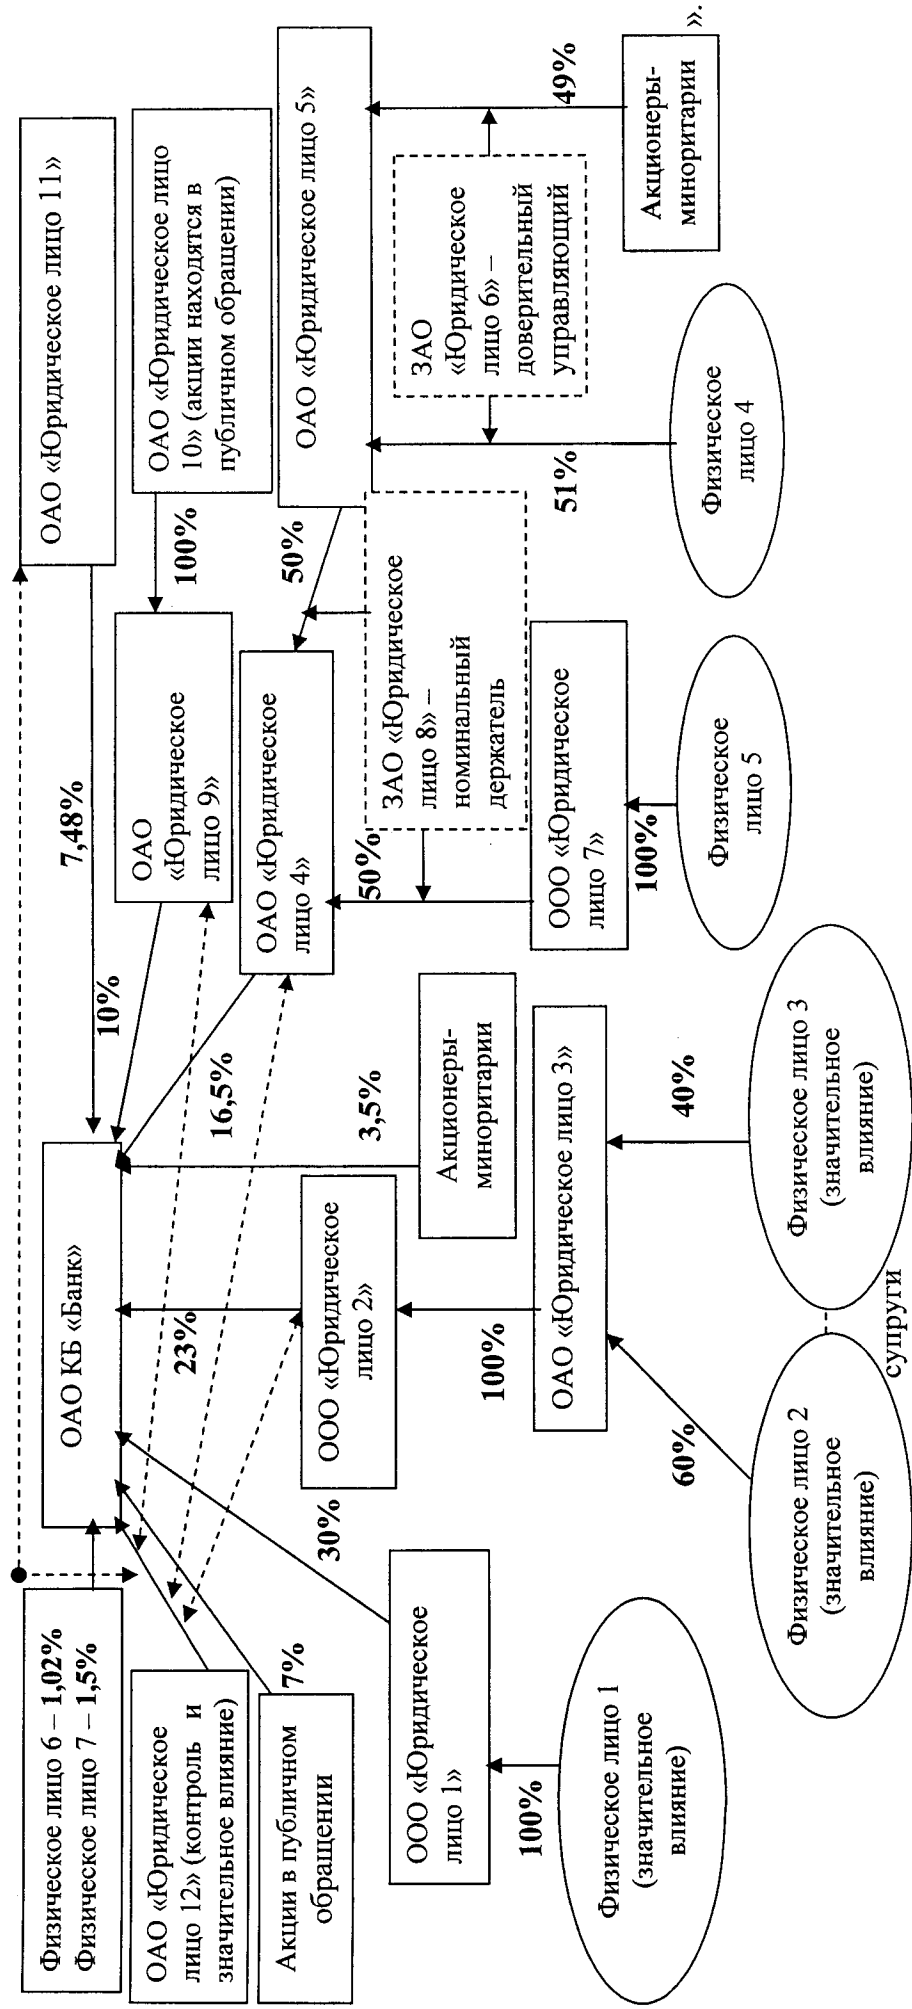 Физическое лицо 6 – 1,02%
Физическое лицо 7 – 1,5%
ОАО КБ «Банк»
7,48%
ОАО «Юридическое лицо 11»
ОАО «Юридическое
лицо 12» (контроль и
значительное влияние)
10%
ОАО
«Юридическое
лицо 9»
100%
ОАО «Юридическое лицо
10» (акции находятся в
публичном обращении)
Акции в публичном
обращении
7%
23%
16,5%
ОАО «Юридическое
лицо 4»
50%
ОАО «Юридическое лицо 5»
30%
ООО «Юридическое
лицо 2»
3,5%
50%
ЗАО «Юридическое
лицо 8» –
номинальный
держатель
ЗАО
«Юридическое
лицо 6» –
доверительный
управляющий
ООО «Юридическое
лицо 1»
Акционеры-
миноритарии
100%
ОАО «Юридическое лицо 3»
ООО «Юридическое
лицо 7»
51%
49%
100%
Физическое лицо 1
(значительное
влияние)
60%
40%
100%
Акционеры-
миноритарии
».
Физическое лицо 2
(значительное
влияние)
супруги
Физическое лицо 3
(значительное
влияние)
Физическое
лицо 5
Физическое
лицо 4